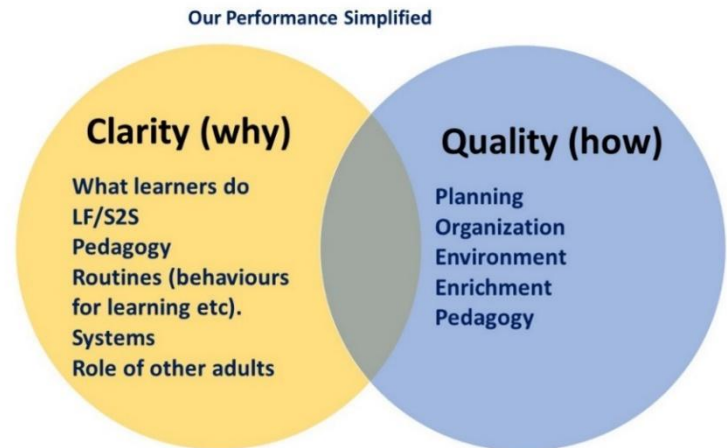 Our Performance Simplified
Clarity (why)
What learners do
LF/S2S
Pedagogy
Routines (behaviours
for learning etc).
Systems
Role of other adults
Quality (how)
Planning
Organization
Environment
Enrichment
Pedagogy